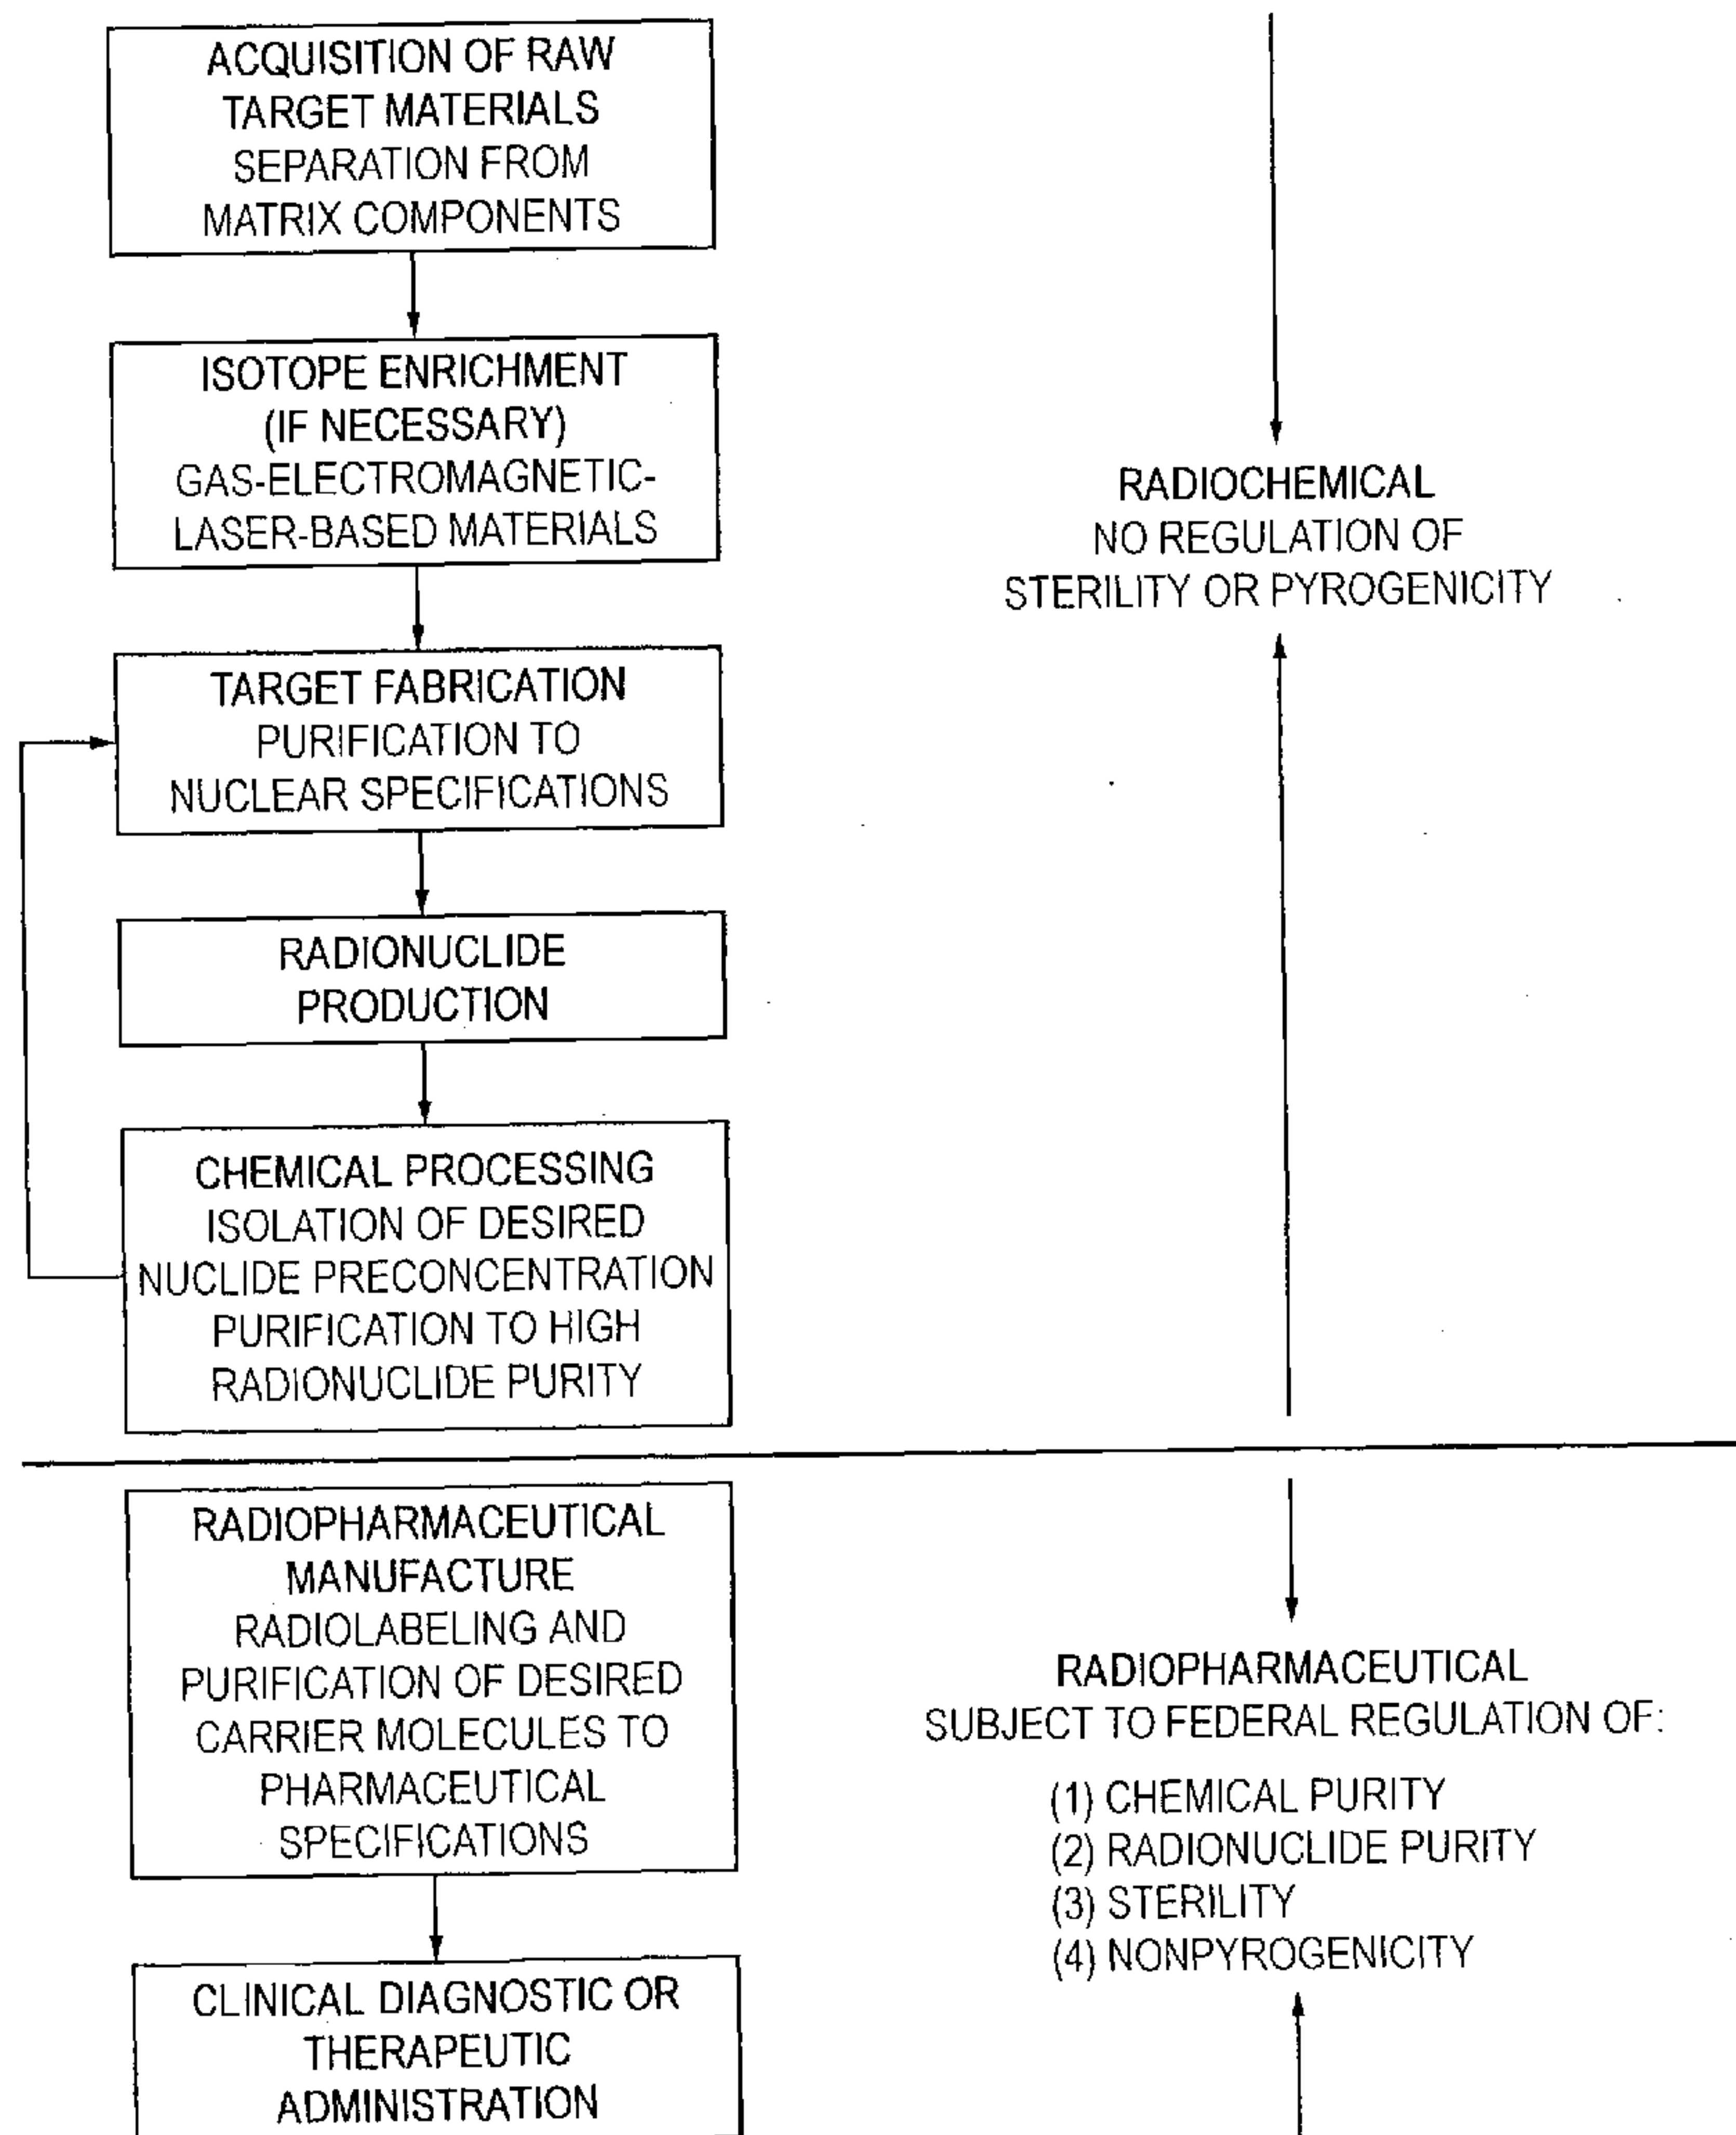 ACQUISITION OF RAW
TARGET MATERIALS
SEPARATION FROM
MATRIX COMPONENTS
ISOTOPE ENRICHMENT
(IF NECESSARY)
GAS-ELECTROMAGNETIC-
LASER-BASED MATERIALS
TARGET FABRICATION
PURIFICATION TO
NUCLEAR SPECIFICATIONS
RADIONUCLIDE
PRODUCTION
CHEMICAL PROCESSING
ISOLATION OF DESIRED
NUCLIDE PRECONCENTRATION
PURIFICATION TO HIGH
RADIONUCLIDE PURITY
RADIOCHEMICAL
NO REGULATION OF
STERILITY OR PYROGENICITY
RADIOPHARMACEUTICAL
MANUFACTURE
RADIOLABELING AND
PURIFICATION OF DESIRED
CARRIER MOLECULES TO
PHARMACEUTICAL
SPECIFICATIONS
CLINICAL DIAGNOSTIC OR
THERAPEUTIC
ADMINISTRATION
RADIOPHARMACEUTICAL
SUBJECT TO FEDERAL REGULATION OF:
(1) CHEMICAL PURITY
(2) RADIONUCLIDE PURITY
(3) STERILITY
(4) NONPYROGENICITY